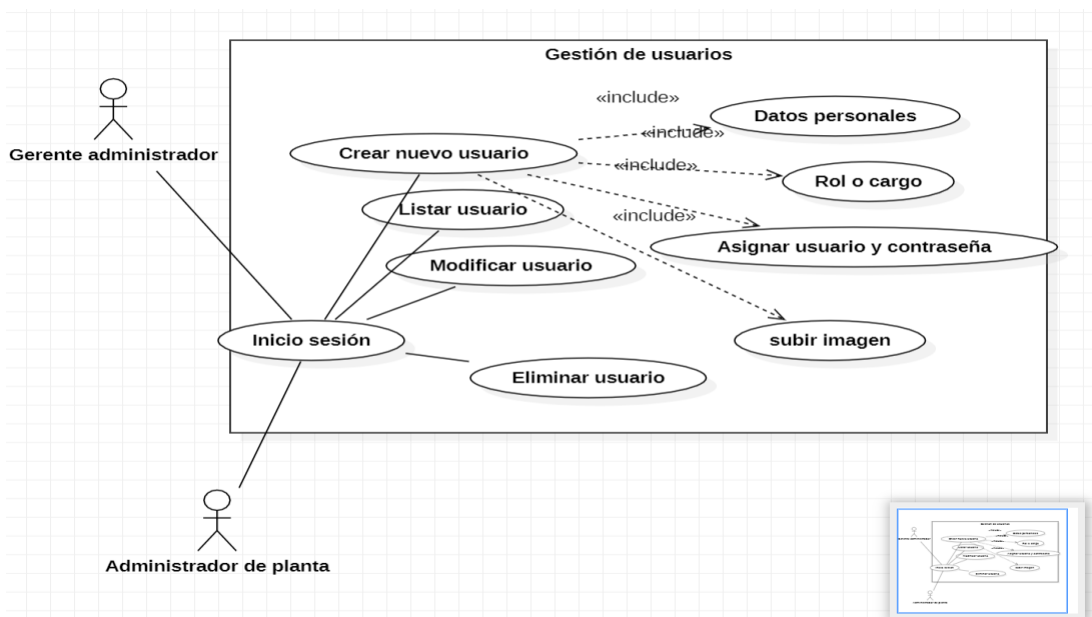 Gestión de usuarios
Gerente administrador
«include»
Datos personales
«include»
Crear nuevo usuario
«include»
Rol o cargo
Listar usuario
«include»
Asignar usuario y contraseña
Modificar usuario
Inicio sesión
subir imagen
Eliminar usuario
Administrador de planta